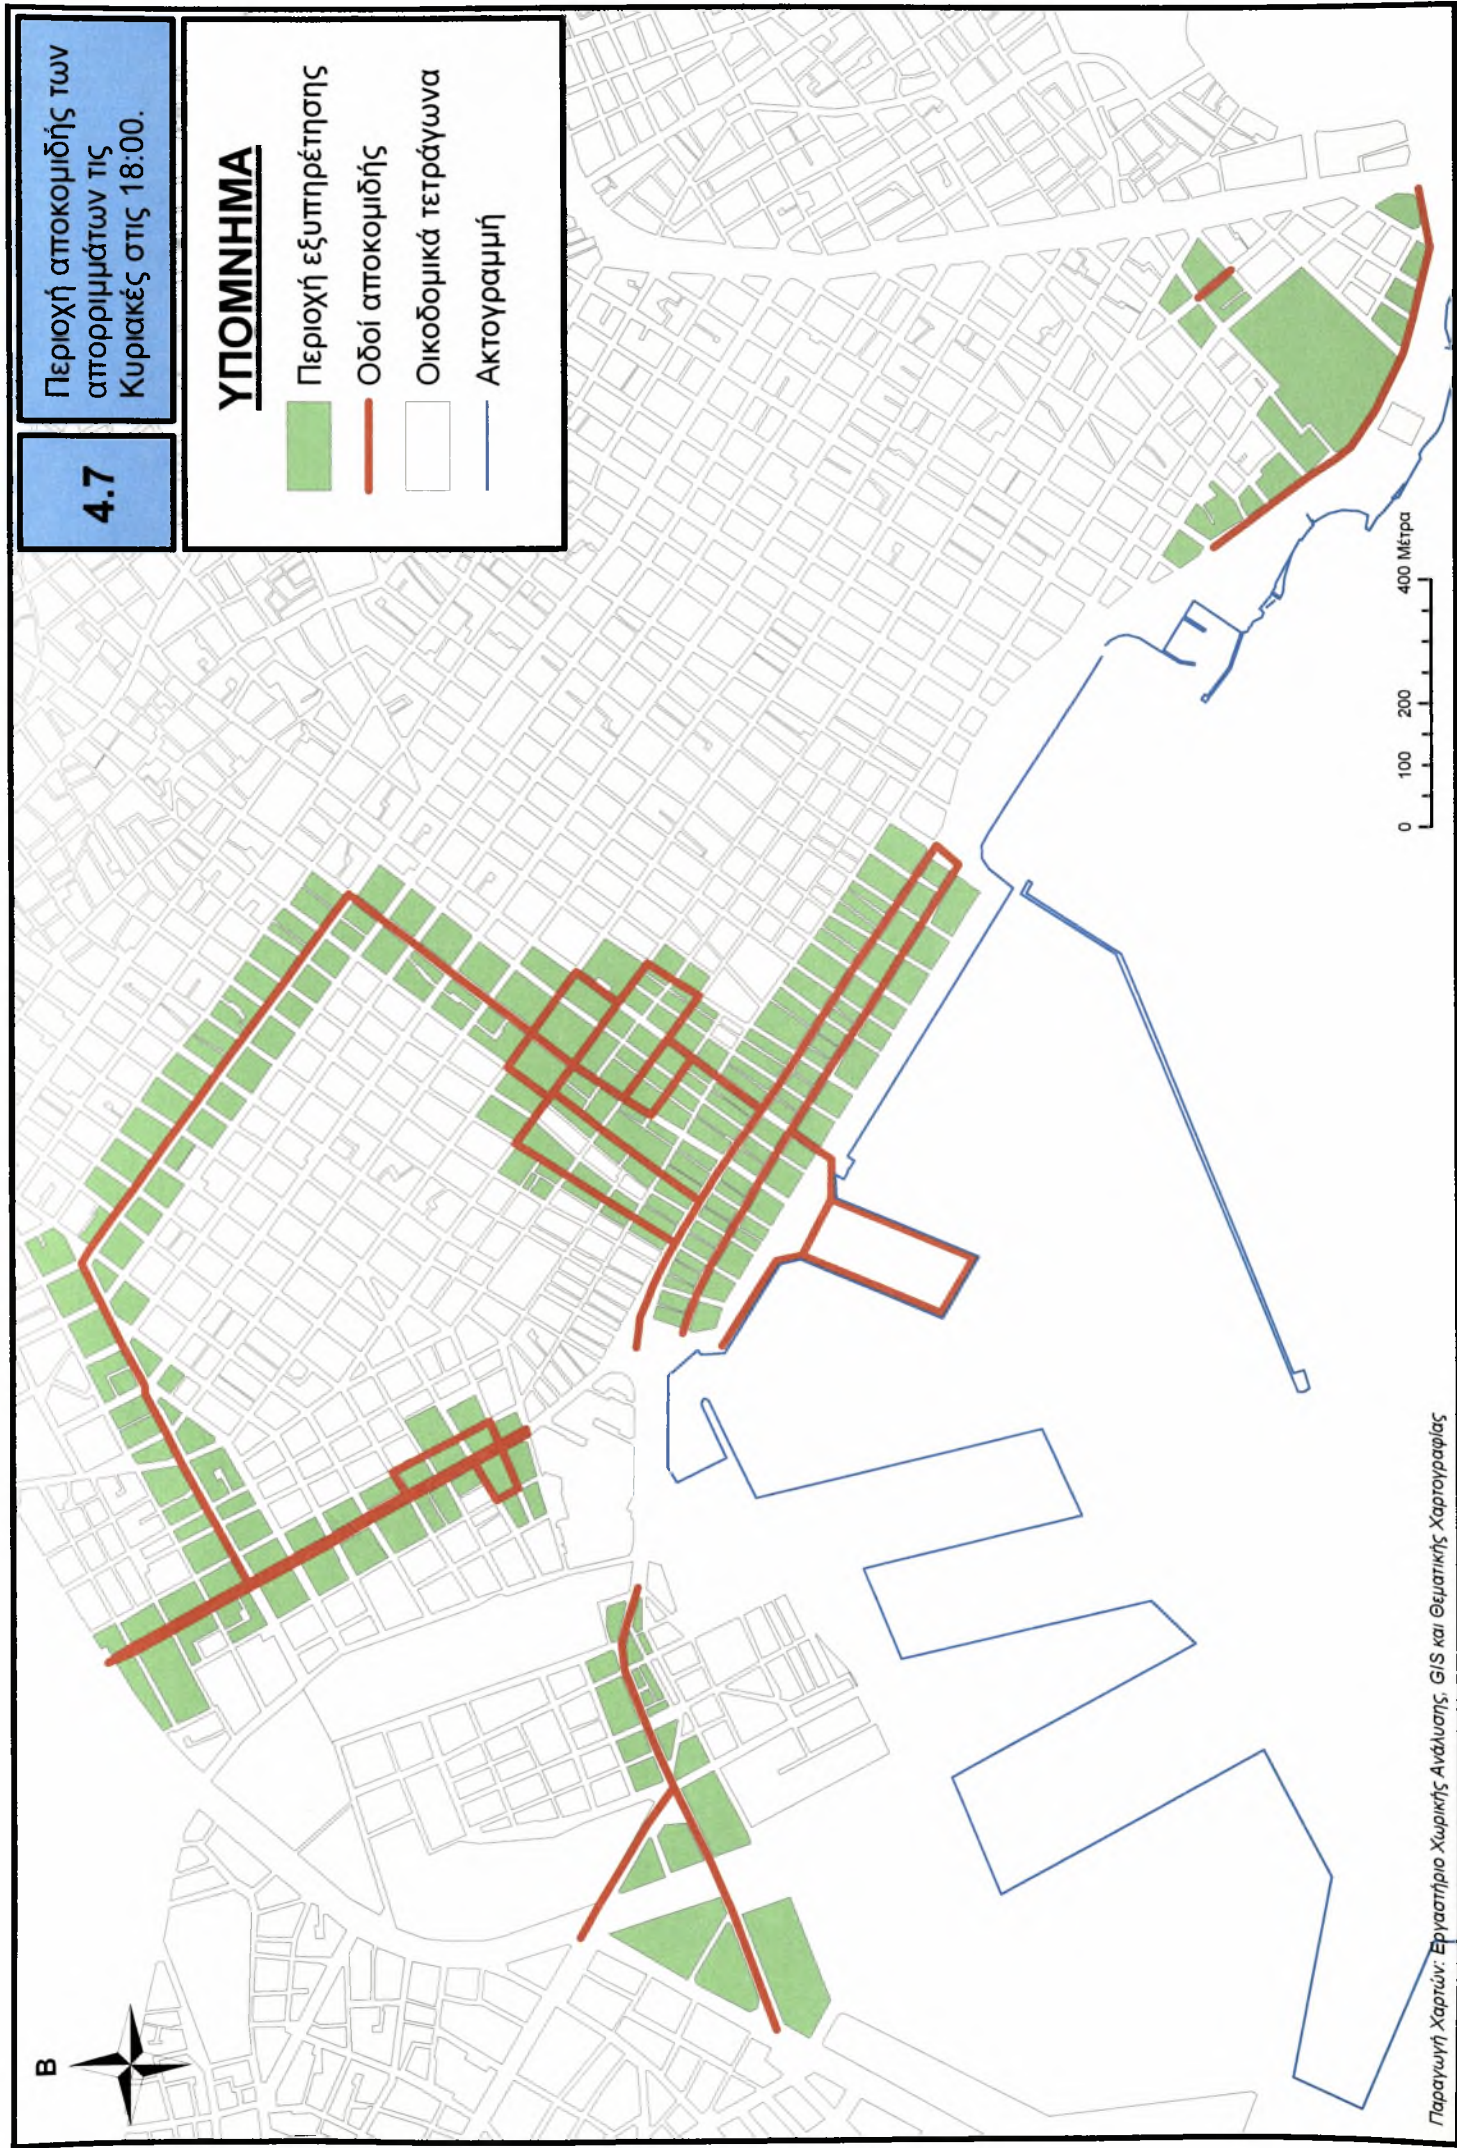 4.7
Περιοχή αποκομιδής των
απορριμμάτων τις
Κυριακές στις 18:00.
ΥΠΟΜΝΗΜΑ
Περιοχή εξυπηρέτησης
Οδοί αποκομιδής
Οικοδομικά τετράγωνα
Ακτογραμμή
Β
0 100 200 400 Μέτρα
Παραγωγή Χαρτών: Εργαστήριο Χωρικής Ανάλυσης, GIS και Θεματικής Χαρτογραφίας